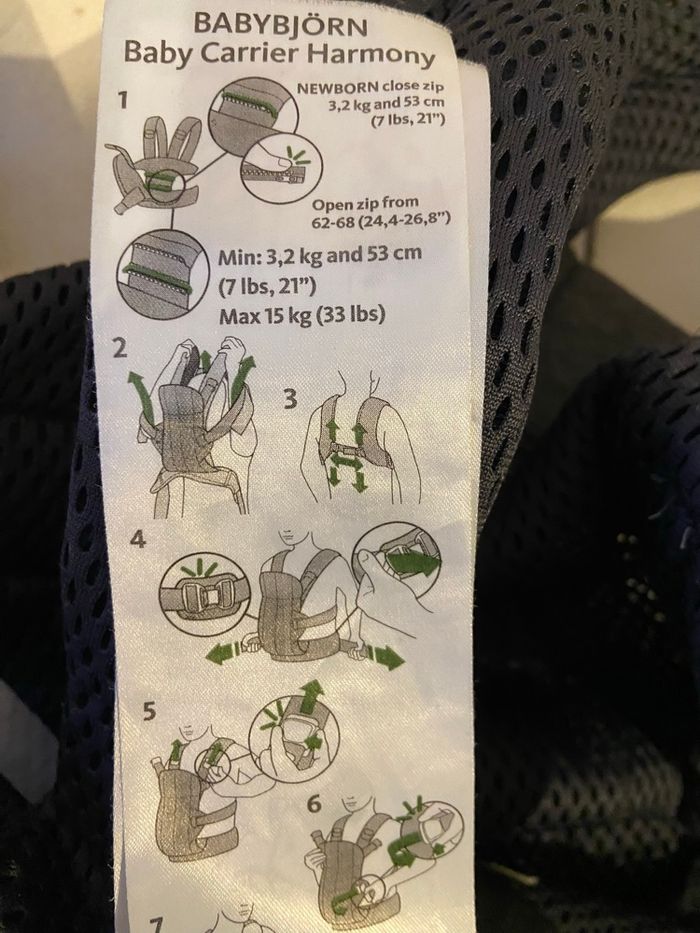 BABYBJÖRN
Baby Carrier Harmony
1
NEWBORN close zip
3,2 kg and 53 cm
(7 lbs, 21”)
Open zip from
62-68 (24,4-26,8”)
Min: 3,2 kg and 53 cm
(7 lbs, 21”)
Max 15 kg (33 lbs)
2
3
4
5
6
7